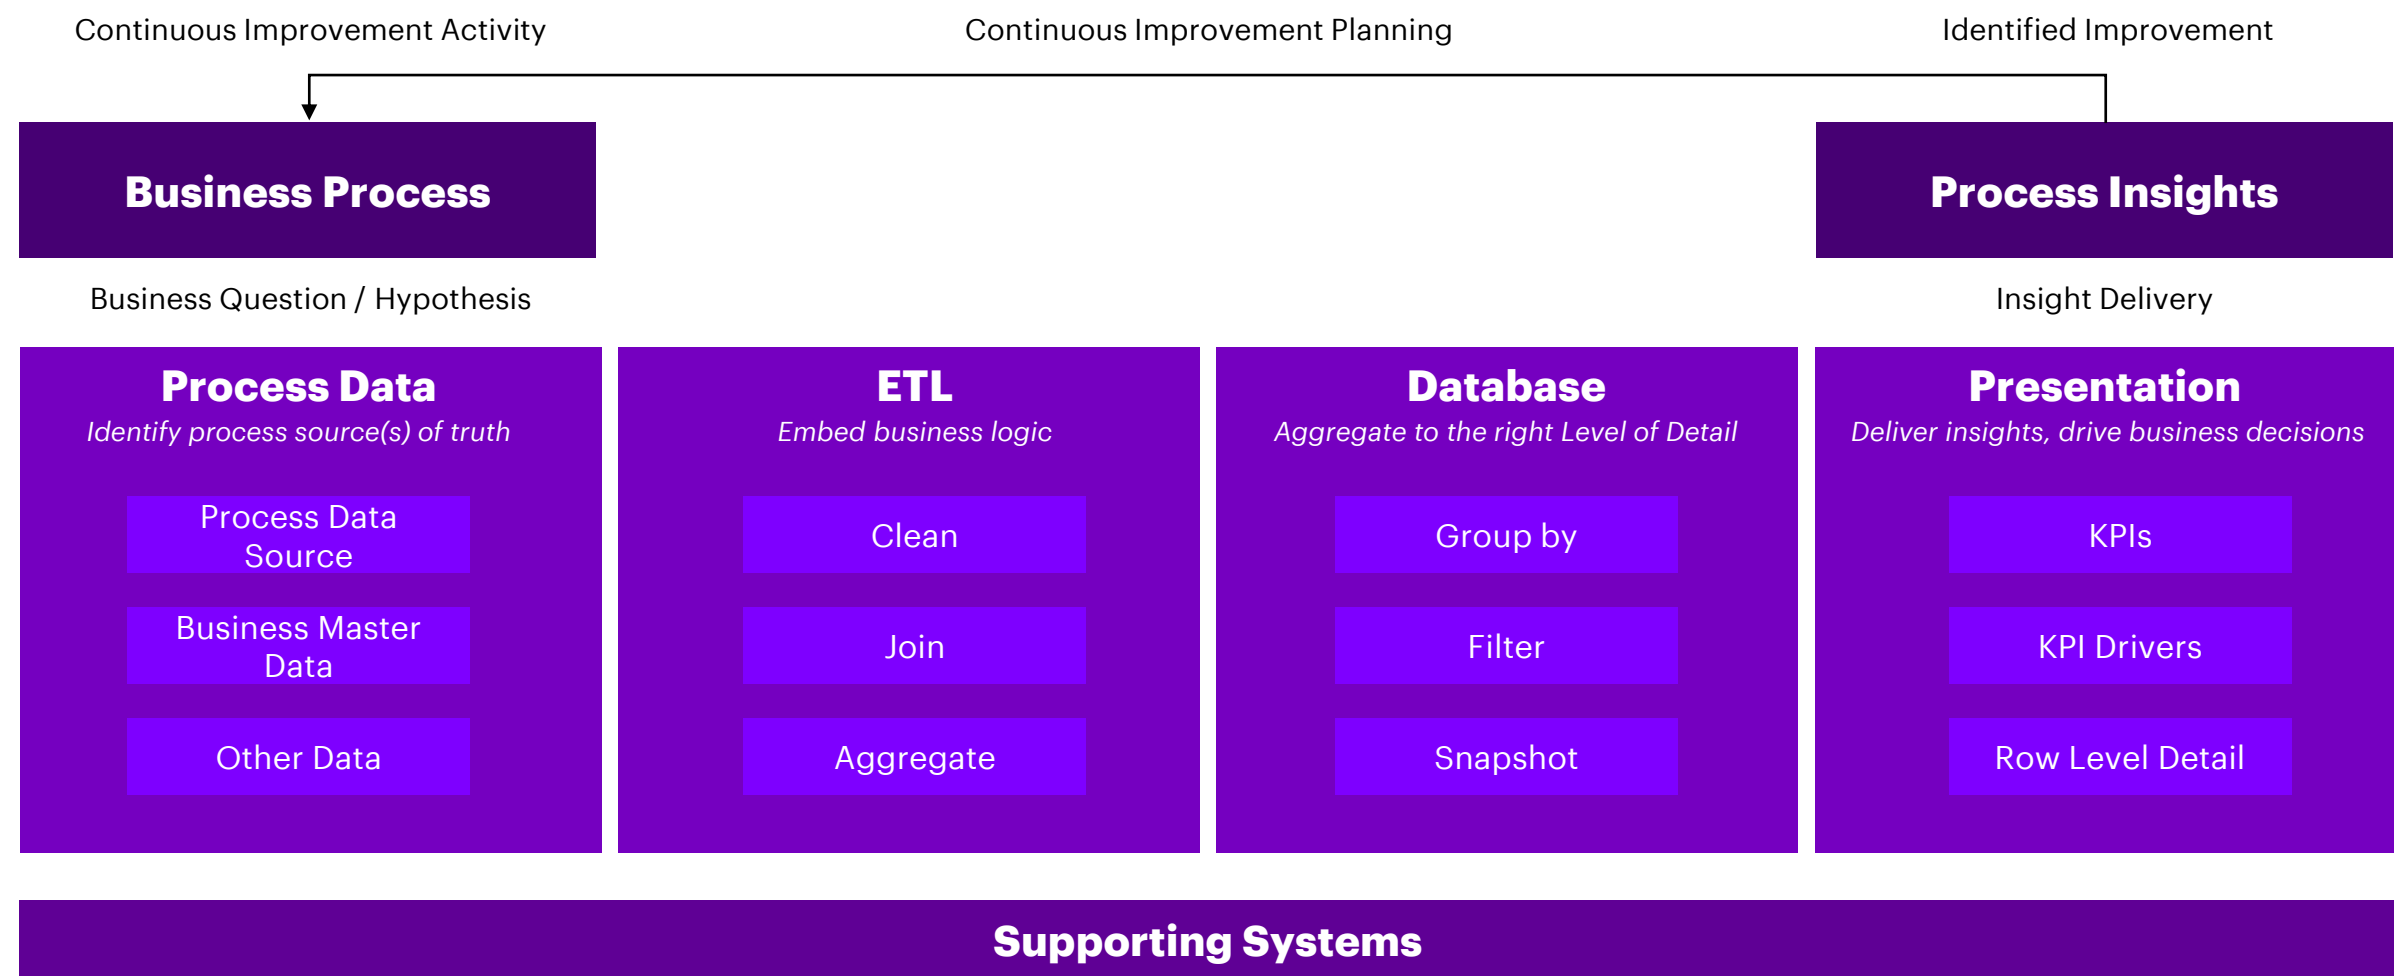 Continuous Improvement Activity
Continuous Improvement Planning
Identified Improvement
Business Process
Process Insights
Business Question / Hypothesis
Insight Delivery
Process Data
Identify process source(s) of truth
Process Data
Source
Business Master
Data
Other Data
ETL
Embed business logic
Clean
Join
Aggregate
Database
Aggregate to the right Level of Detail
Group by
Filter
Snapshot
Presentation
Deliver insights, drive business decisions
KPIs
KPI Drivers
Row Level Detail
Supporting Systems